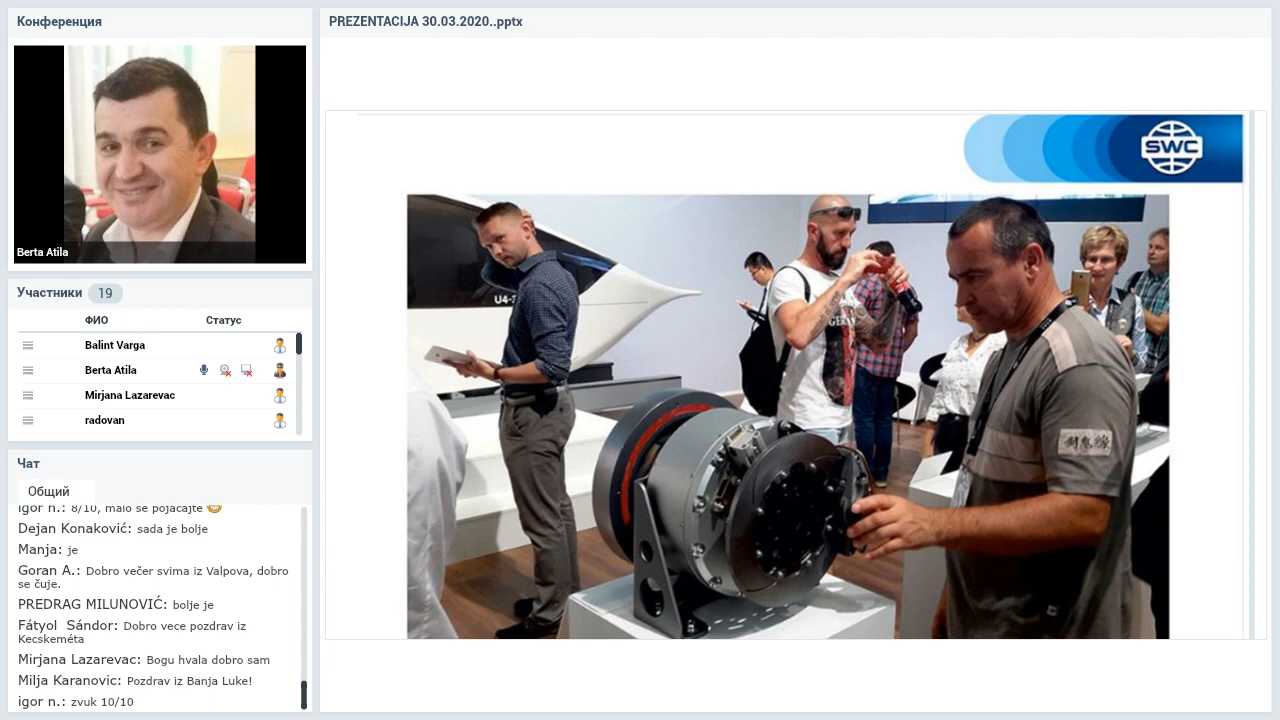 Конференция
Berta Atila
Участники 19
ФИО Статус
Balint Varga
Berta Atila
Mirjana Lazarevac
radovan
Чат
Общий
igor n.: 8/10, malo se pojacajte
Dejan Konaković: sada je bolje
Manja: je
Goran A.: Dobro večer svima iz Valpova, dobro
se čuje.
PREDRAG MILUNOVIĆ: bolje je
Fátyol Sándor: Dobro vece pozdrav iz
Kecskeméta
Mirjana Lazarevac: Bogu hvala dobro sam
Milja Karanovic: Pozdrav iz Banja Luke!
igor n.: zvuk 10/10
PREZENTACIJA 30.03.2020..pptx
SWC